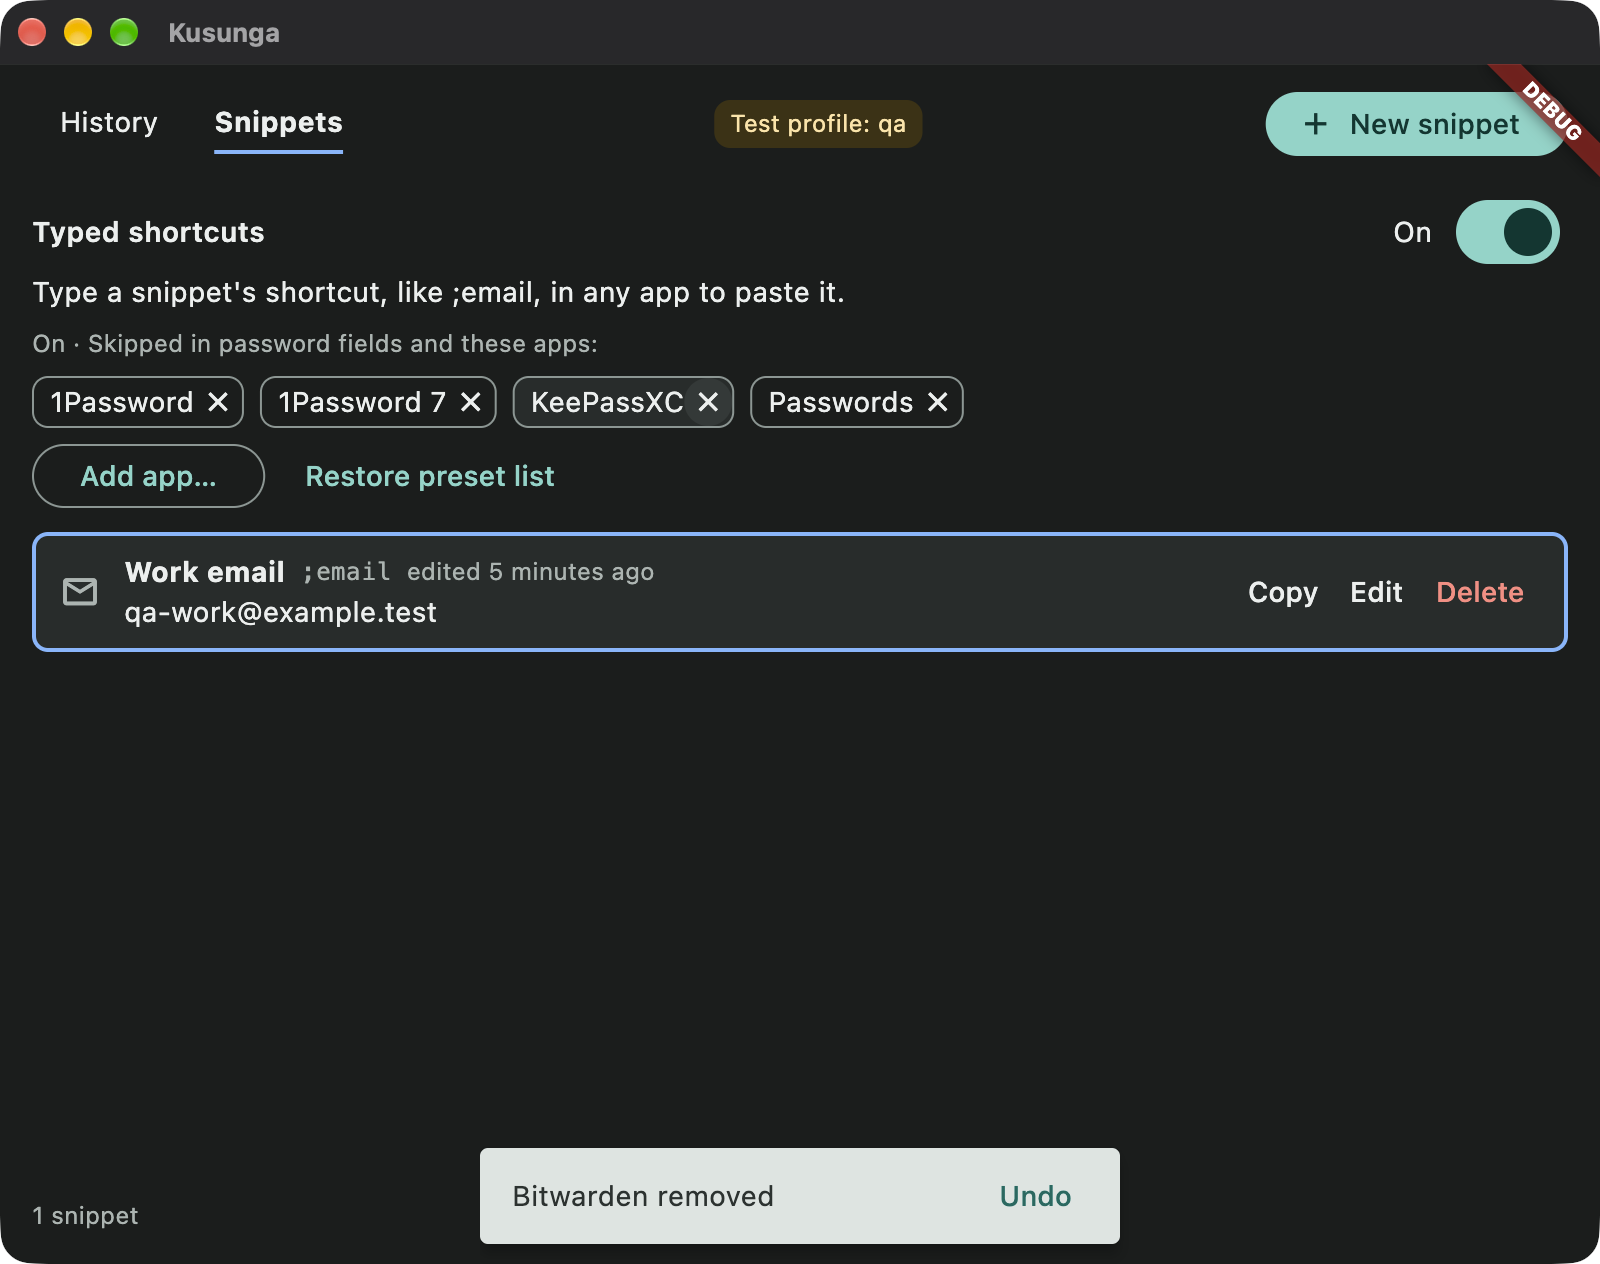 Kusunga
History
Snippets
Test profile: qa
+ New snippet
DEBUG
Typed shortcuts
On
Type a snippet's shortcut, like ;email, in any app to paste it.
On · Skipped in password fields and these apps:
1Password ✕
1Password 7 ✕
KeePassXC ✕
Passwords ✕
Add app...
Restore preset list
Work email ;email edited 5 minutes ago
qa-work@example.test
Copy
Edit
Delete
Bitwarden removed
Undo
1 snippet